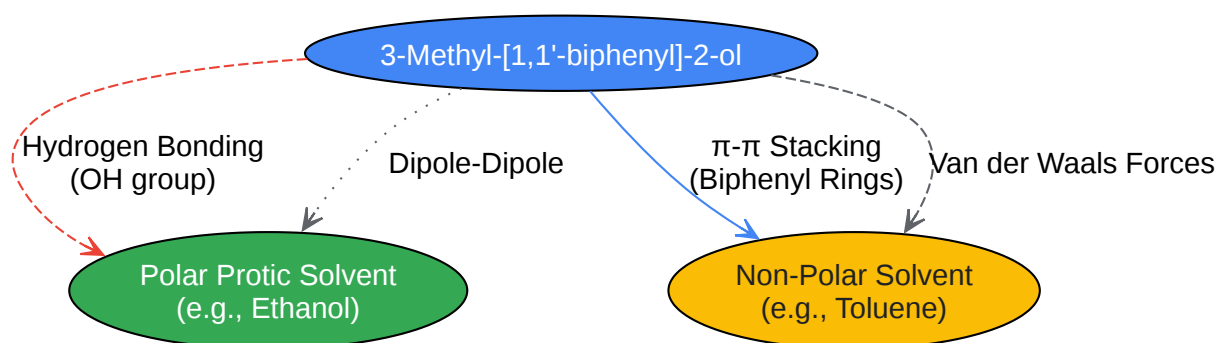 3-Methyl-[1,1'-biphenyl]-2-ol
Hydrogen Bonding
(OH group)
Dipole-Dipole
π-π Stacking
(Biphenyl Rings)
Van der Waals Forces
Polar Protic Solvent
(e.g., Ethanol)
Non-Polar Solvent
(e.g., Toluene)